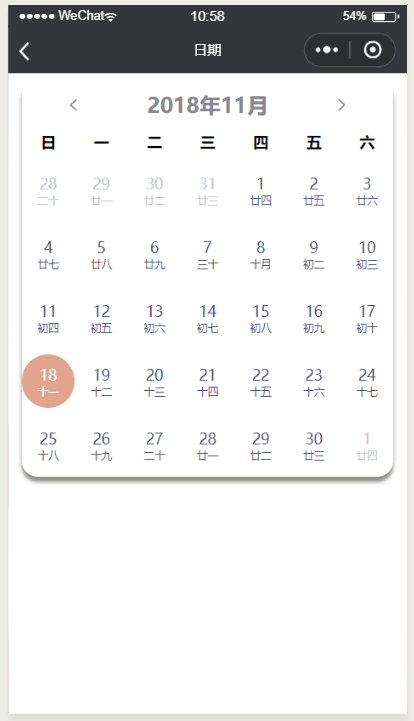 WeChat 10:58 54%
日期
2018年11月
日 一 二 三 四 五 六
28 29 30 31 1 2 3
二十 廿一 廿二 廿三 廿四 廿五 廿六
4 5 6 7 8 9 10
廿七 廿八 廿九 三十 十月 初二 初三
11 12 13 14 15 16 17
初四 初五 初六 初七 初八 初九 初十
18 19 20 21 22 23 24
十一 十二 十三 十四 十五 十六 十七
25 26 27 28 29 30 1
十八 十九 二十 廿一 廿二 廿三 廿四